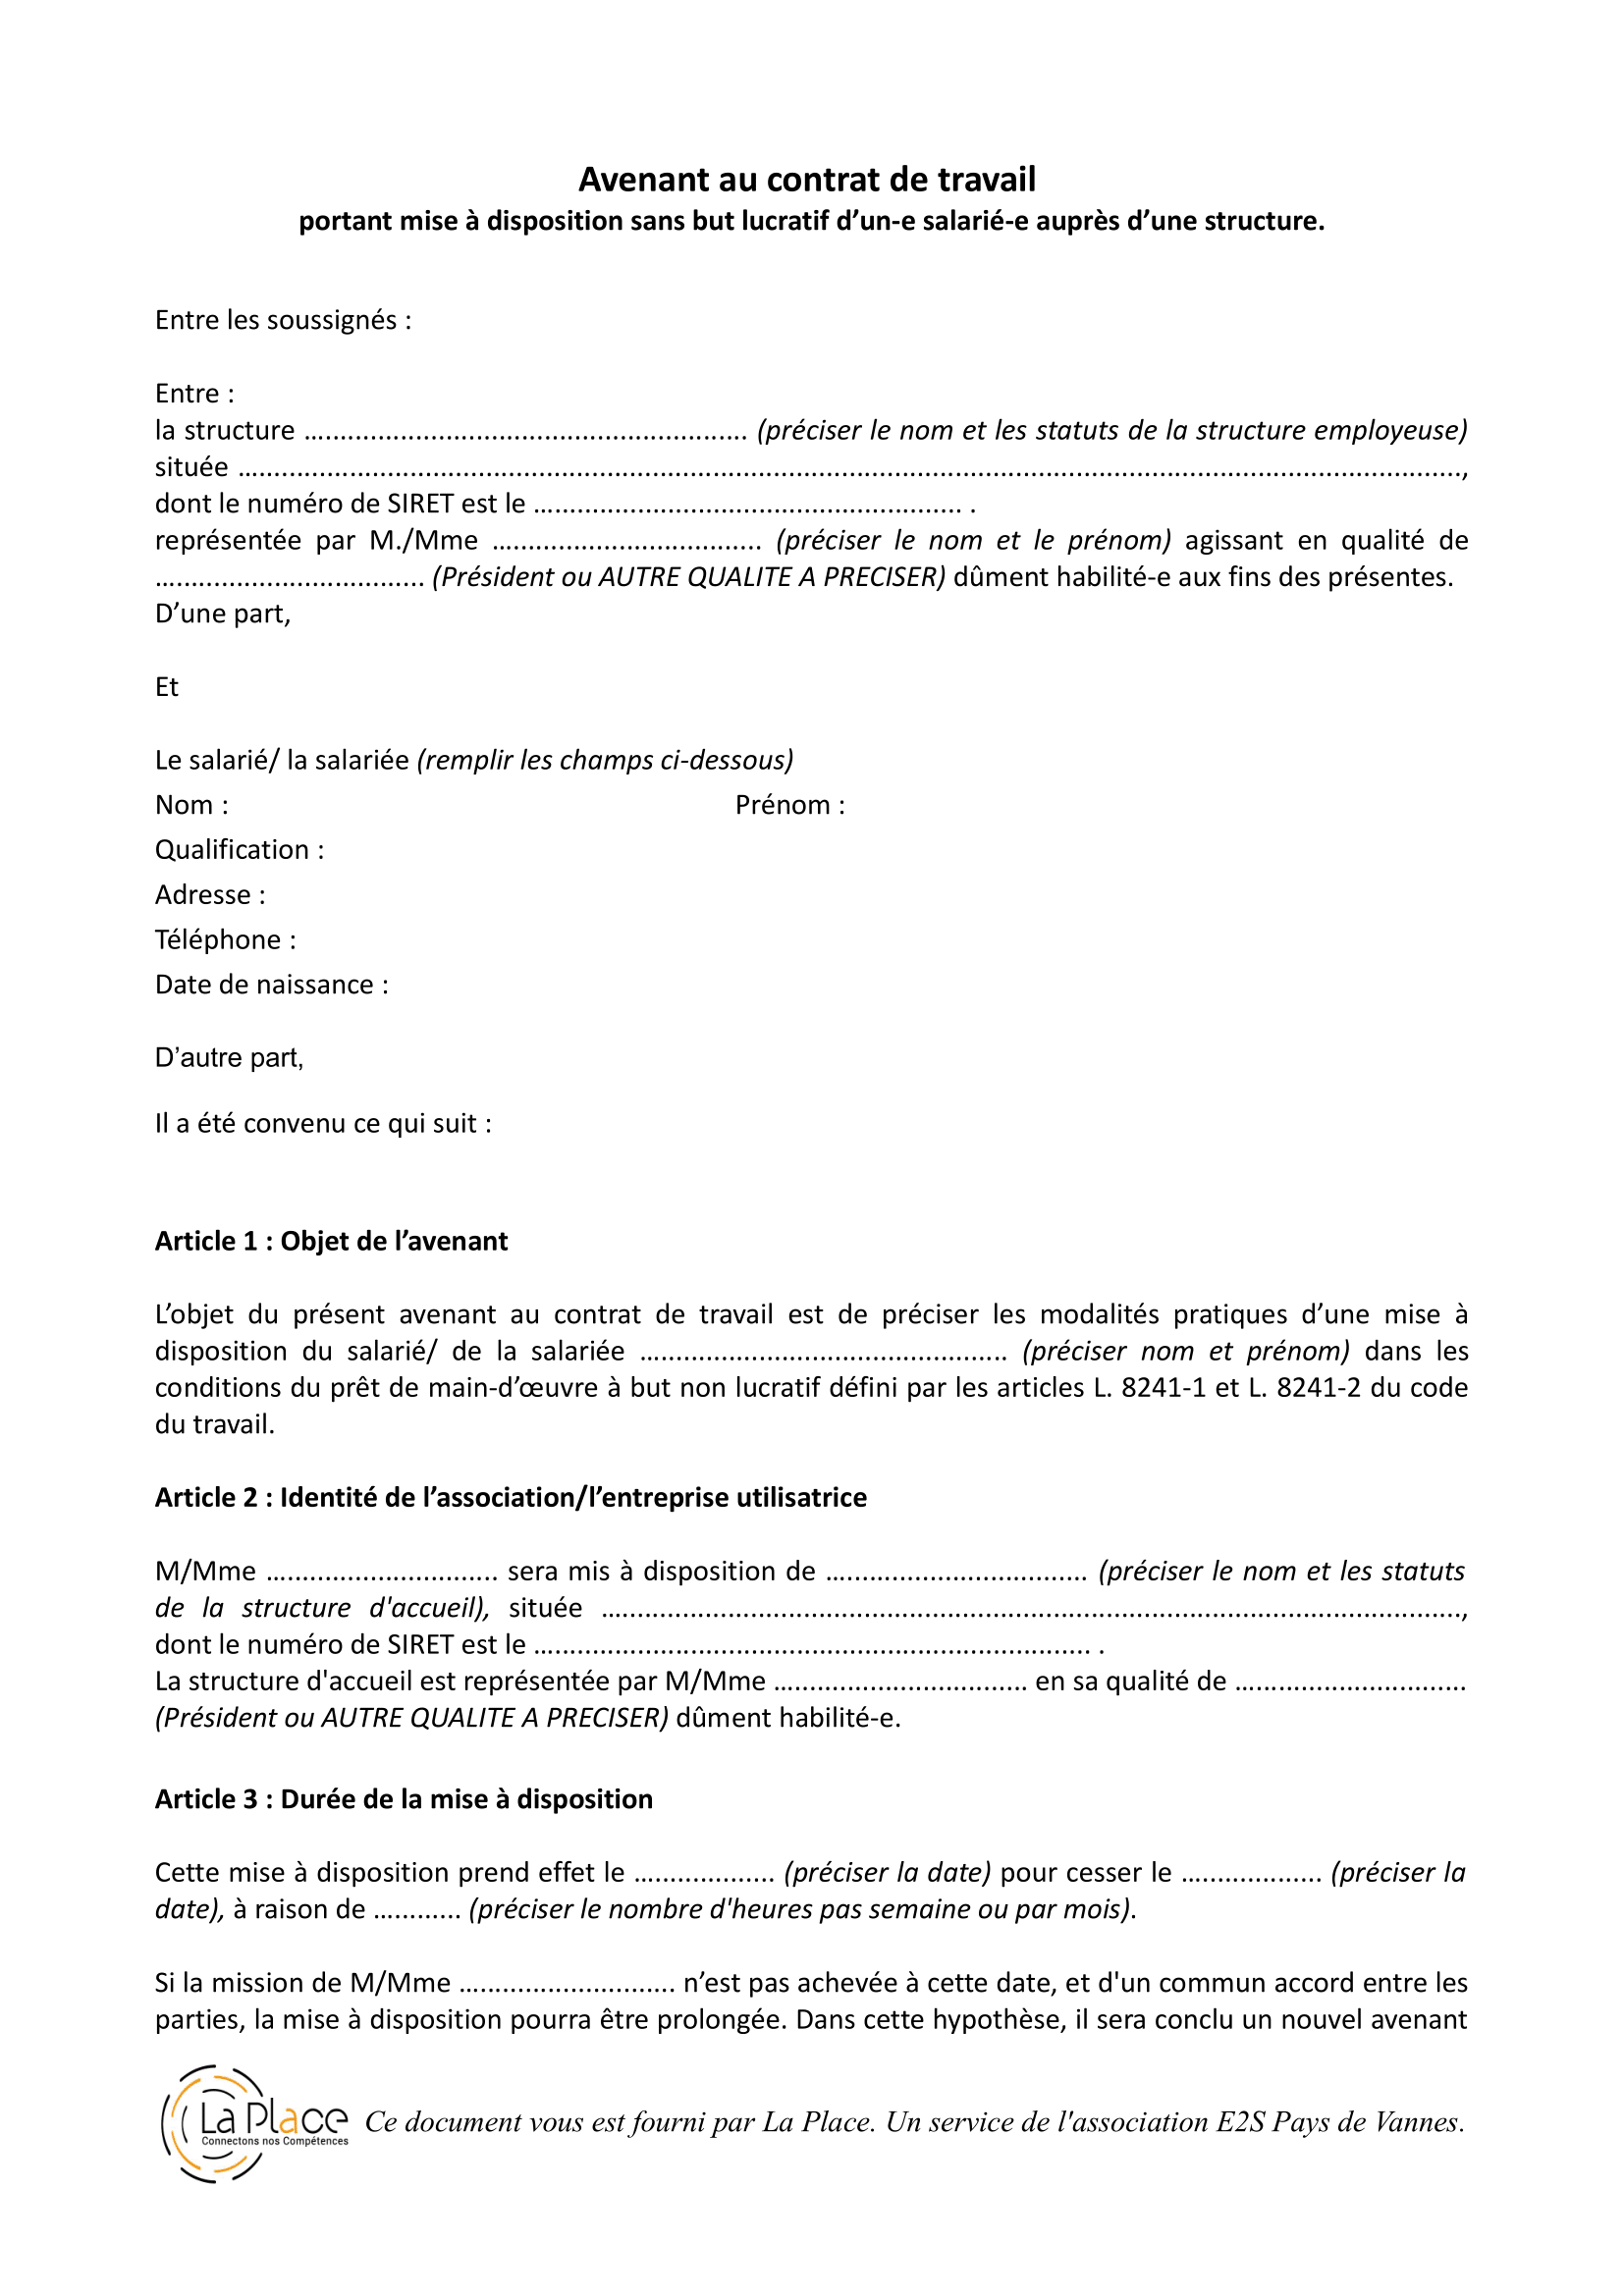 Avenant au contrat de travail
portant mise à disposition sans but lucratif d’un-e salarié-e auprès d’une structure.
Entre les soussignés :
Entre :
la structure …........................................................ (préciser le nom et les statuts de la structure employeuse)
située …................................................................................................................................................................,
dont le numéro de SIRET est le …...................................................... .
représentée par M./Mme …................................. (préciser le nom et le prénom) agissant en qualité de
…................................. (Président ou AUTRE QUALITE A PRECISER) dûment habilité-e aux fins des présentes.
D’une part,
Et
Le salarié/ la salariée (remplir les champs ci-dessous)
Nom : Prénom :
Qualification :
Adresse :
Téléphone :
Date de naissance :
D’autre part,
Il a été convenu ce qui suit :
Article 1 : Objet de l’avenant
L’objet du présent avenant au contrat de travail est de préciser les modalités pratiques d’une mise à
disposition du salarié/ de la salariée …............................................... (préciser nom et prénom) dans les
conditions du prêt de main-d’œuvre à but non lucratif défini par les articles L. 8241-1 et L. 8241-2 du code
du travail.
Article 2 : Identité de l’association/l’entreprise utilisatrice
M/Mme …............................ sera mis à disposition de …................................ (préciser le nom et les statuts
de la structure d'accueil), située …...............................................................................................................,
dont le numéro de SIRET est le …....................................................................... .
La structure d'accueil est représentée par M/Mme …............................... en sa qualité de …............................
(Président ou AUTRE QUALITE A PRECISER) dûment habilité-e.
Article 3 : Durée de la mise à disposition
Cette mise à disposition prend effet le …................ (préciser la date) pour cesser le …................ (préciser la
date), à raison de …......... (préciser le nombre d'heures pas semaine ou par mois).
Si la mission de M/Mme ….......................... n’est pas achevée à cette date, et d'un commun accord entre les
parties, la mise à disposition pourra être prolongée. Dans cette hypothèse, il sera conclu un nouvel avenant
La Place
Connectons nos Compétences
Ce document vous est fourni par La Place. Un service de l'association E2S Pays de Vannes.